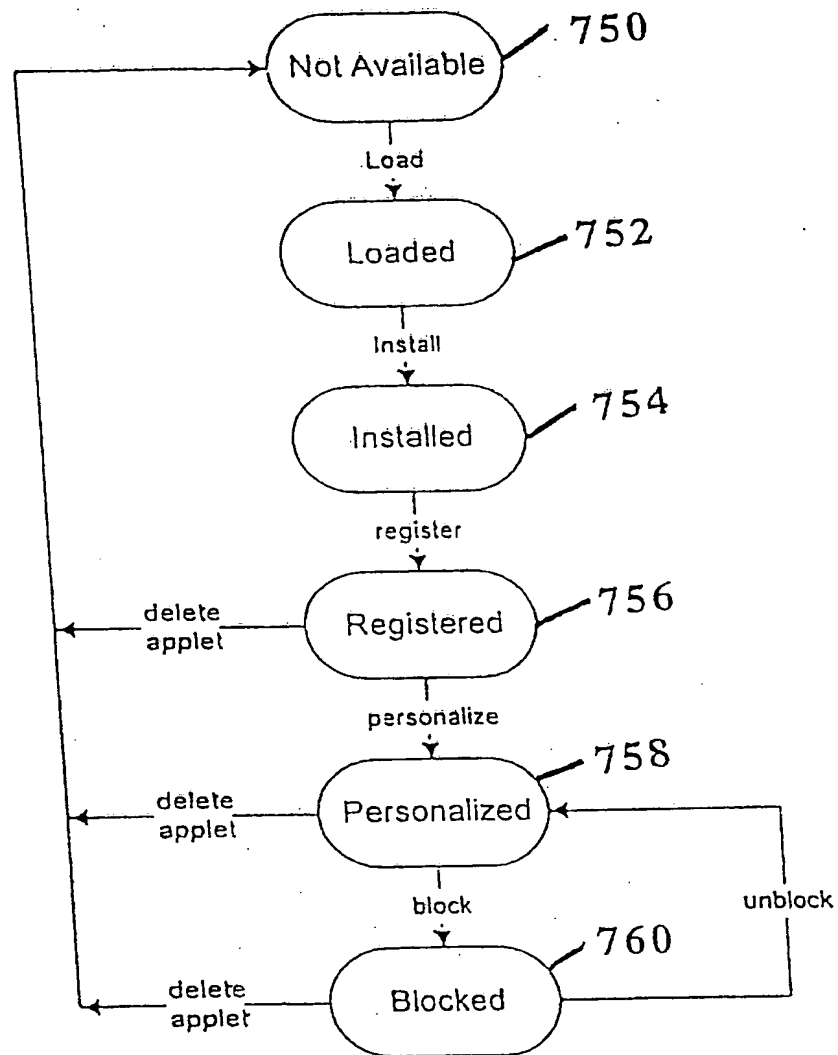 750
Not Available
Load
752
Loaded
Install
754
Installed
register
756
delete
applet
Registered
personalize
758
delete
applet
Personalized
block
unblock
760
delete
applet
Blocked